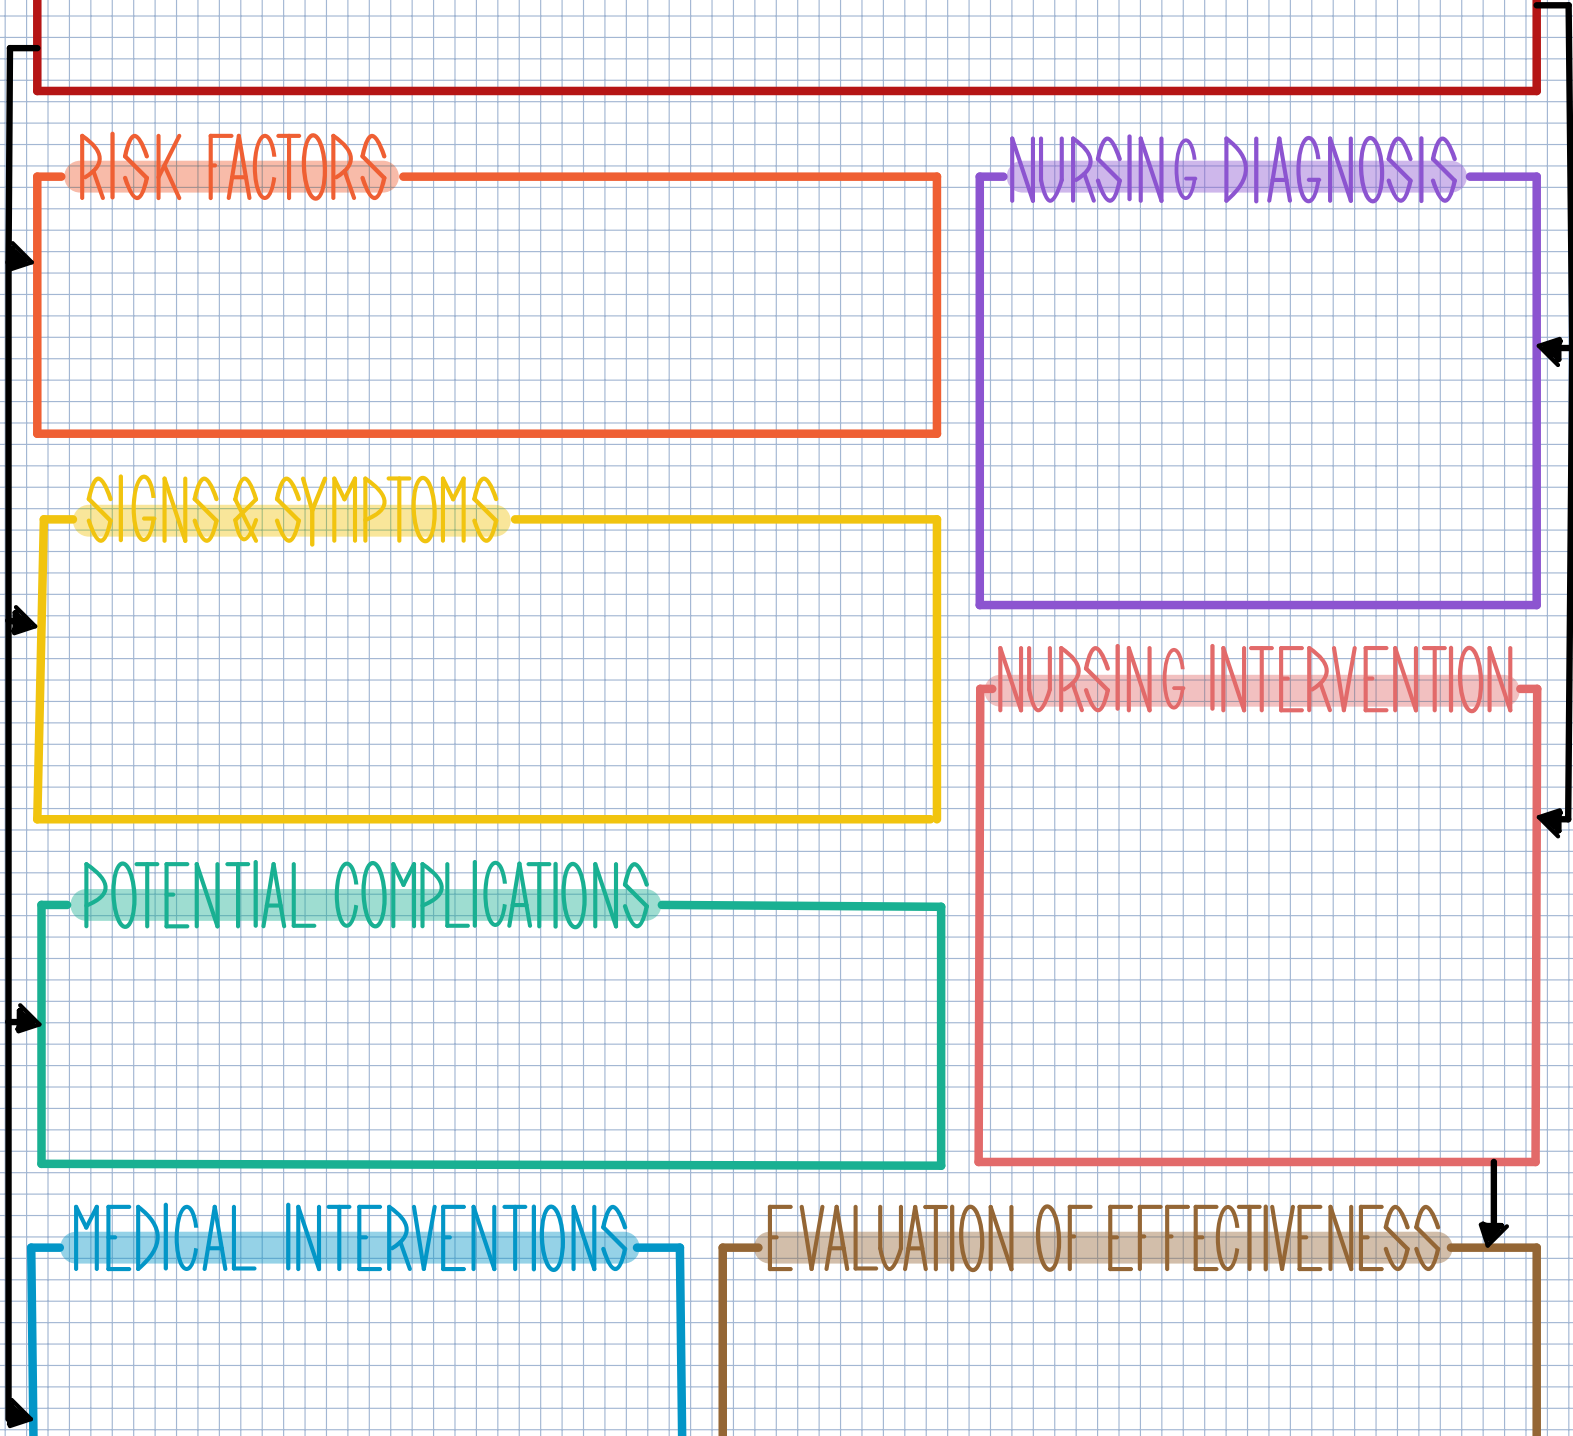 RISK FACTORS
NURSING DIAGNOSIS
SIGNS & SYMPTOMS
NURSING INTERVENTION
POTENTIAL COMPLICATIONS
MEDICAL INTERVENTIONS
EVALUATION OF EFFECTIVENESS